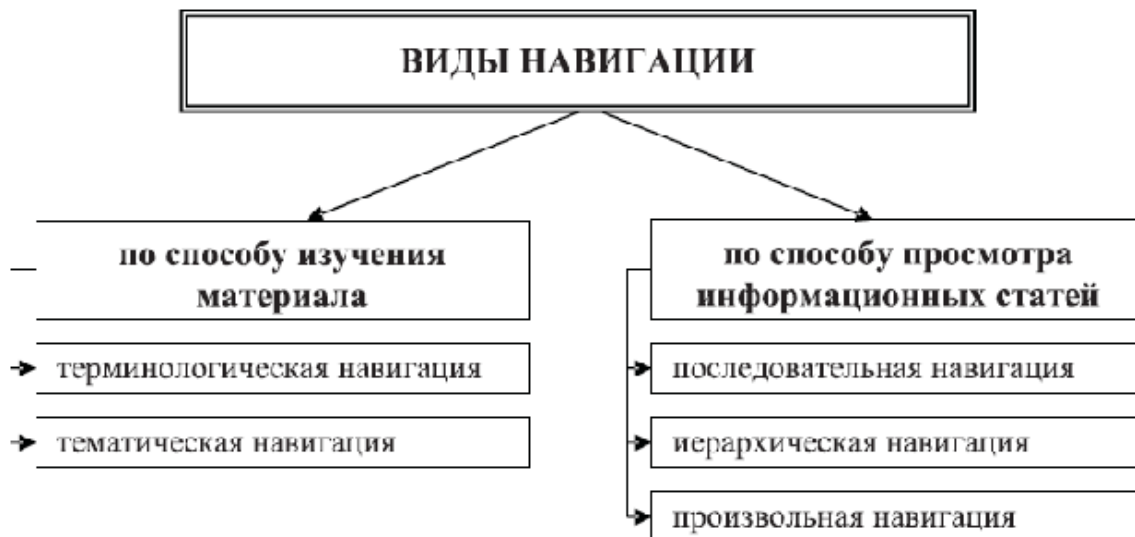 ВИДЫ НАВИГАЦИИ
по способу изучения
материала
терминологическая навигация
тематическая навигация
по способу просмотра
информационных статей
последовательная навигация
иерархическая навигация
произвольная навигация